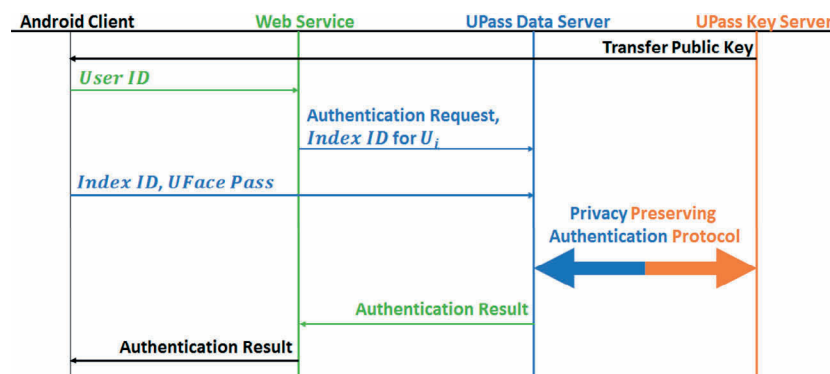 Android Client
Web Service
UPass Data Server
UPass Key Server
Transfer Public Key
User ID
Authentication Request,
Index ID for U_i
Index ID, UFace Pass
Privacy Preserving
Authentication Protocol
Authentication Result
Authentication Result